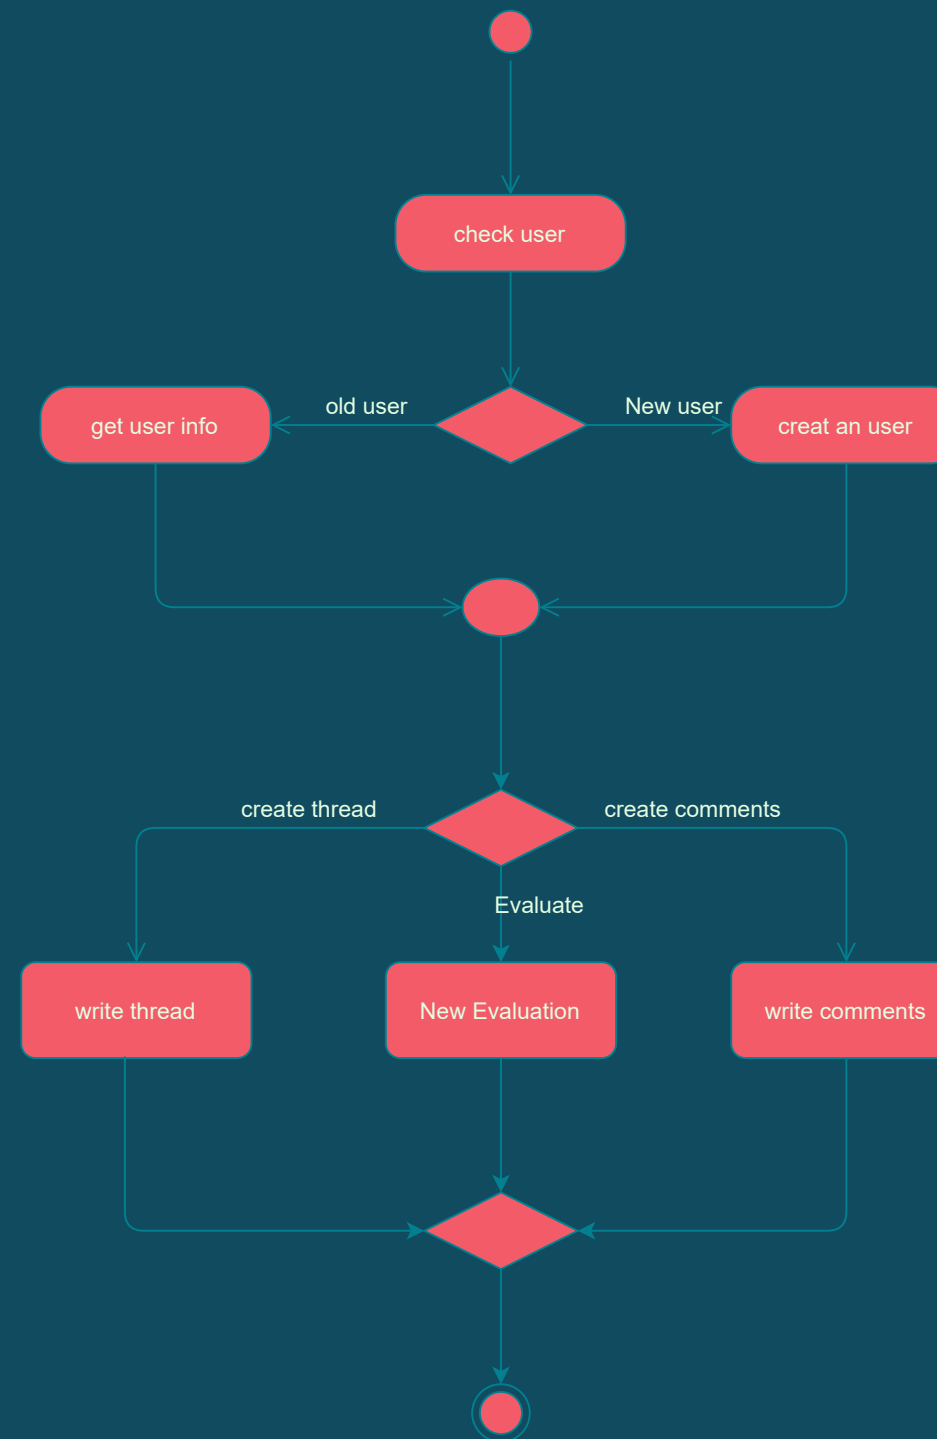 check user
old user
New user
get user info
creat an user
create thread
create comments
Evaluate
write thread
New Evaluation
write comments